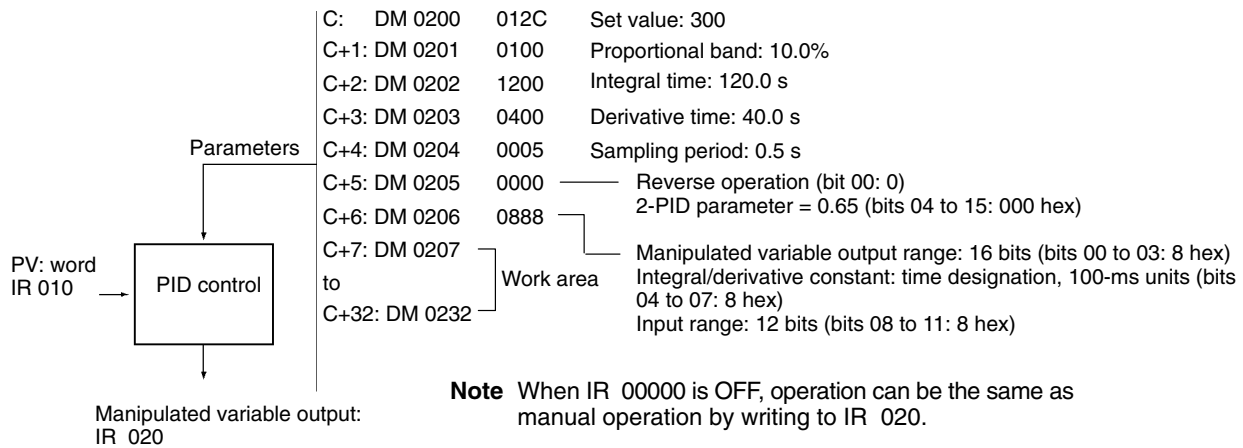 C: DM 0200 012C Set value: 300
C+1: DM 0201 0100 Proportional band: 10.0%
C+2: DM 0202 1200 Integral time: 120.0 s
C+3: DM 0203 0400 Derivative time: 40.0 s
Parameters
C+4: DM 0204 0005 Sampling period: 0.5 s
C+5: DM 0205 0000 Reverse operation (bit 00: 0)
2-PID parameter = 0.65 (bits 04 to 15: 000 hex)
C+6: DM 0206 0888
C+7: DM 0207
to
C+32: DM 0232
Work area
Manipulated variable output range: 16 bits (bits 00 to 03: 8 hex)
Integral/derivative constant: time designation, 100-ms units (bits
04 to 07: 8 hex)
Input range: 12 bits (bits 08 to 11: 8 hex)
PV: word
IR 010
PID control
Manipulated variable output:
IR 020
Note When IR 00000 is OFF, operation can be the same as
manual operation by writing to IR 020.